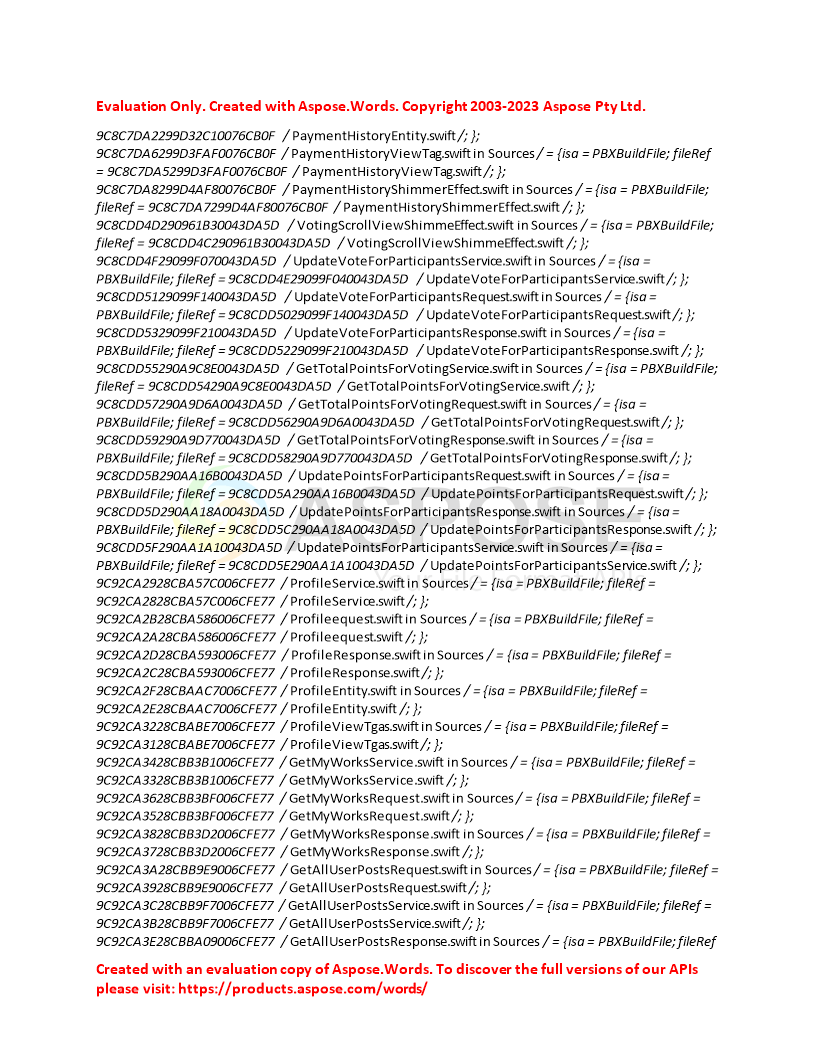 Evaluation Only. Created with Aspose.Words. Copyright 2003-2023 Aspose Pty Ltd.
9C8C7DA2299D32C10076CB0F / PaymentHistoryEntity.swift /; };
9C8C7DA6299D3FAF0076CB0F / PaymentHistoryViewTag.swift in Sources / = {isa = PBXBuildFile; fileRef
= 9C8C7DA5299D3FAF0076CB0F / PaymentHistoryViewTag.swift /; };
9C8C7DA8299D4AF80076CB0F / PaymentHistoryShimmerEffect.swift in Sources / = {isa = PBXBuildFile;
fileRef = 9C8C7DA7299D4AF80076CB0F / PaymentHistoryShimmerEffect.swift /; };
9C8CDD4D290961B30043DA5D / VotingScrollViewShimmeEffect.swift in Sources / = {isa = PBXBuildFile;
fileRef = 9C8CDD4C290961B30043DA5D / VotingScrollViewShimmeEffect.swift /; };
9C8CDD4F29099F070043DA5D / UpdateVoteForParticipantsService.swift in Sources / = {isa =
PBXBuildFile; fileRef = 9C8CDD4E29099F040043DA5D / UpdateVoteForParticipantsService.swift /; };
9C8CDD5129099F140043DA5D / UpdateVoteForParticipantsRequest.swift in Sources / = {isa =
PBXBuildFile; fileRef = 9C8CDD5029099F140043DA5D / UpdateVoteForParticipantsRequest.swift /; };
9C8CDD5329099F210043DA5D / UpdateVoteForParticipantsResponse.swift in Sources / = {isa =
PBXBuildFile; fileRef = 9C8CDD5229099F210043DA5D / UpdateVoteForParticipantsResponse.swift /; };
9C8CDD55290A9C8E0043DA5D / GetTotalPointsForVotingService.swift in Sources / = {isa = PBXBuildFile;
fileRef = 9C8CDD54290A9C8E0043DA5D / GetTotalPointsForVotingService.swift /; };
9C8CDD57290A9D6A0043DA5D / GetTotalPointsForVotingRequest.swift in Sources / = {isa =
PBXBuildFile; fileRef = 9C8CDD56290A9D6A0043DA5D / GetTotalPointsForVotingRequest.swift /; };
9C8CDD59290A9D770043DA5D / GetTotalPointsForVotingResponse.swift in Sources / = {isa =
PBXBuildFile; fileRef = 9C8CDD58290A9D770043DA5D / GetTotalPointsForVotingResponse.swift /; };
9C8CDD5B290AA16B0043DA5D / UpdatePointsForParticipantsRequest.swift in Sources / = {isa =
PBXBuildFile; fileRef = 9C8CDD5A290AA16B0043DA5D / UpdatePointsForParticipantsRequest.swift /; };
9C8CDD5D290AA18A0043DA5D / UpdatePointsForParticipantsResponse.swift in Sources / = {isa =
PBXBuildFile; fileRef = 9C8CDD5C290AA18A0043DA5D / UpdatePointsForParticipantsResponse.swift /; };
9C8CDD5F290AA1A10043DA5D / UpdatePointsForParticipantsService.swift in Sources / = {isa =
PBXBuildFile; fileRef = 9C8CDD5E290AA1A10043DA5D / UpdatePointsForParticipantsService.swift /; };
9C92CA2928CBA57C006CFE77 / ProfileService.swift in Sources / = {isa = PBXBuildFile; fileRef =
9C92CA2828CBA57C006CFE77 / ProfileService.swift /; };
9C92CA2B28CBA586006CFE77 / Profileequest.swift in Sources / = {isa = PBXBuildFile; fileRef =
9C92CA2A28CBA586006CFE77 / Profileequest.swift /; };
9C92CA2D28CBA593006CFE77 / ProfileResponse.swift in Sources / = {isa = PBXBuildFile; fileRef =
9C92CA2C28CBA593006CFE77 / ProfileResponse.swift /; };
9C92CA2F28CBAAC7006CFE77 / ProfileEntity.swift in Sources / = {isa = PBXBuildFile; fileRef =
9C92CA2E28CBAAC7006CFE77 / ProfileEntity.swift /; };
9C92CA3228CBABE7006CFE77 / ProfileViewTgas.swift in Sources / = {isa = PBXBuildFile; fileRef =
9C92CA3128CBABE7006CFE77 / ProfileViewTgas.swift /; };
9C92CA3428CBB3B1006CFE77 / GetMyWorksService.swift in Sources / = {isa = PBXBuildFile; fileRef =
9C92CA3328CBB3B1006CFE77 / GetMyWorksService.swift /; };
9C92CA3628CBB3BF006CFE77 / GetMyWorksRequest.swift in Sources / = {isa = PBXBuildFile; fileRef =
9C92CA3528CBB3BF006CFE77 / GetMyWorksRequest.swift /; };
9C92CA3828CBB3D2006CFE77 / GetMyWorksResponse.swift in Sources / = {isa = PBXBuildFile; fileRef =
9C92CA3728CBB3D2006CFE77 / GetMyWorksResponse.swift /; };
9C92CA3A28CBB9E9006CFE77 / GetAllUserPostsRequest.swift in Sources / = {isa = PBXBuildFile; fileRef =
9C92CA3928CBB9E9006CFE77 / GetAllUserPostsRequest.swift /; };
9C92CA3C28CBB9F7006CFE77 / GetAllUserPostsService.swift in Sources / = {isa = PBXBuildFile; fileRef =
9C92CA3B28CBB9F7006CFE77 / GetAllUserPostsService.swift /; };
9C92CA3E28CBBA09006CFE77 / GetAllUserPostsResponse.swift in Sources / = {isa = PBXBuildFile; fileRef
Created with an evaluation copy of Aspose.Words. To discover the full versions of our APIs
please visit: https://products.aspose.com/words/